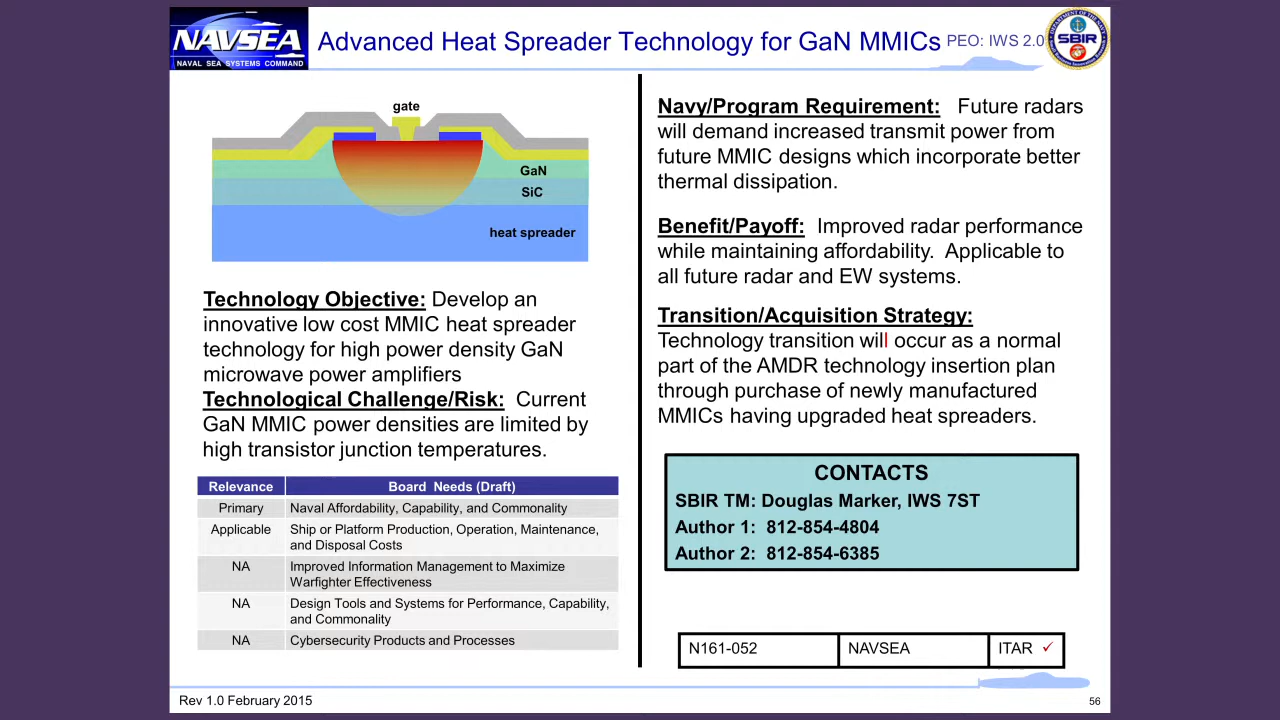 NAVSEA
NAVAL SEA SYSTEMS COMMAND
Advanced Heat Spreader Technology for GaN MMICs
PEO: IWS 2.0
SBIR
gate
GaN
SiC
heat spreader
Technology Objective: Develop an
innovative low cost MMIC heat spreader
technology for high power density GaN
microwave power amplifiers
Technological Challenge/Risk: Current
GaN MMIC power densities are limited by
high transistor junction temperatures.
Relevance Board Needs (Draft)
Primary Naval Affordability, Capability, and Commonality
Applicable Ship or Platform Production, Operation, Maintenance,
and Disposal Costs
NA Improved Information Management to Maximize
Warfighter Effectiveness
NA Design Tools and Systems for Performance, Capability,
and Commonality
NA Cybersecurity Products and Processes
Navy/Program Requirement: Future radars
will demand increased transmit power from
future MMIC designs which incorporate better
thermal dissipation.
Benefit/Payoff: Improved radar performance
while maintaining affordability. Applicable to
all future radar and EW systems.
Transition/Acquisition Strategy:
Technology transition will occur as a normal
part of the AMDR technology insertion plan
through purchase of newly manufactured
MMICs having upgraded heat spreaders.
CONTACTS
SBIR TM: Douglas Marker, IWS 7ST
Author 1: 812-854-4804
Author 2: 812-854-6385
N161-052 NAVSEA ITAR ✓
Rev 1.0 February 2015
56